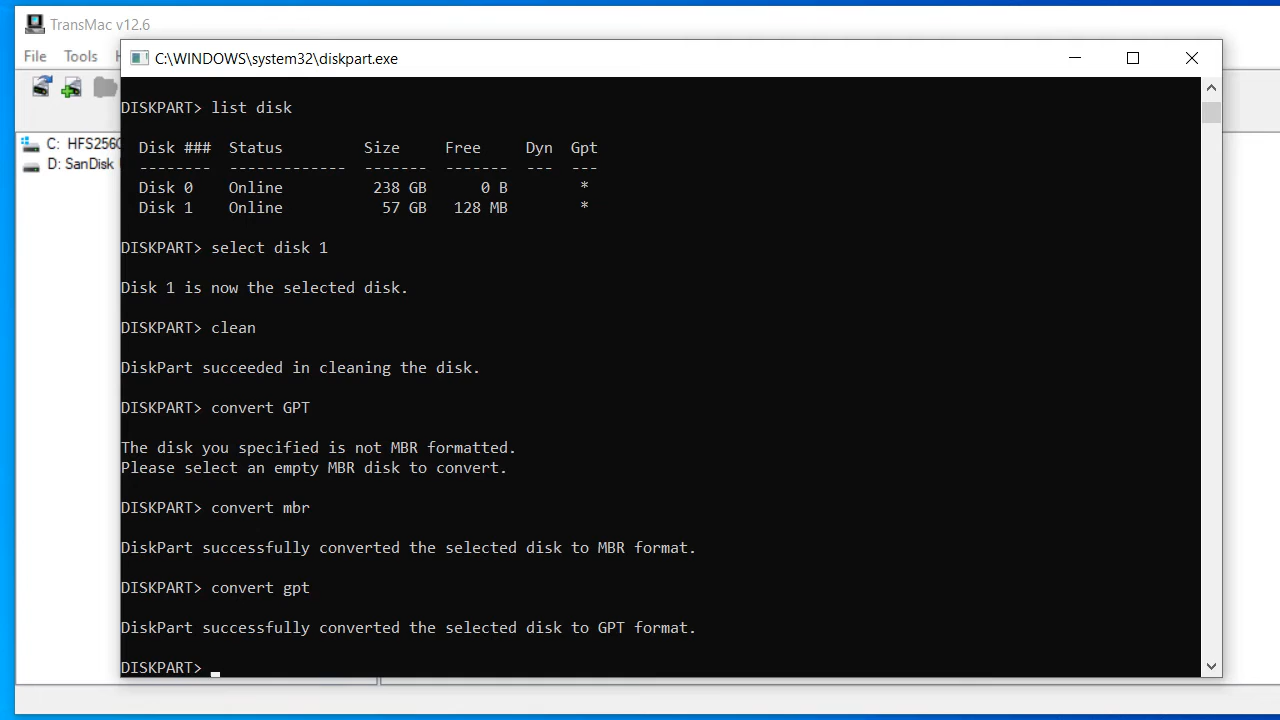 TransMac v12.6
File Tools H
C:\WINDOWS\system32\diskpart.exe
C: HFS256G
D: SanDisk
DISKPART> list disk
Disk ### Status Size Free Dyn Gpt
-------- ------------- ------- ------- --- ---
Disk 0 Online 238 GB 0 B *
Disk 1 Online 57 GB 128 MB *
DISKPART> select disk 1
Disk 1 is now the selected disk.
DISKPART> clean
DiskPart succeeded in cleaning the disk.
DISKPART> convert GPT
The disk you specified is not MBR formatted.
Please select an empty MBR disk to convert.
DISKPART> convert mbr
DiskPart successfully converted the selected disk to MBR format.
DISKPART> convert gpt
DiskPart successfully converted the selected disk to GPT format.
DISKPART>